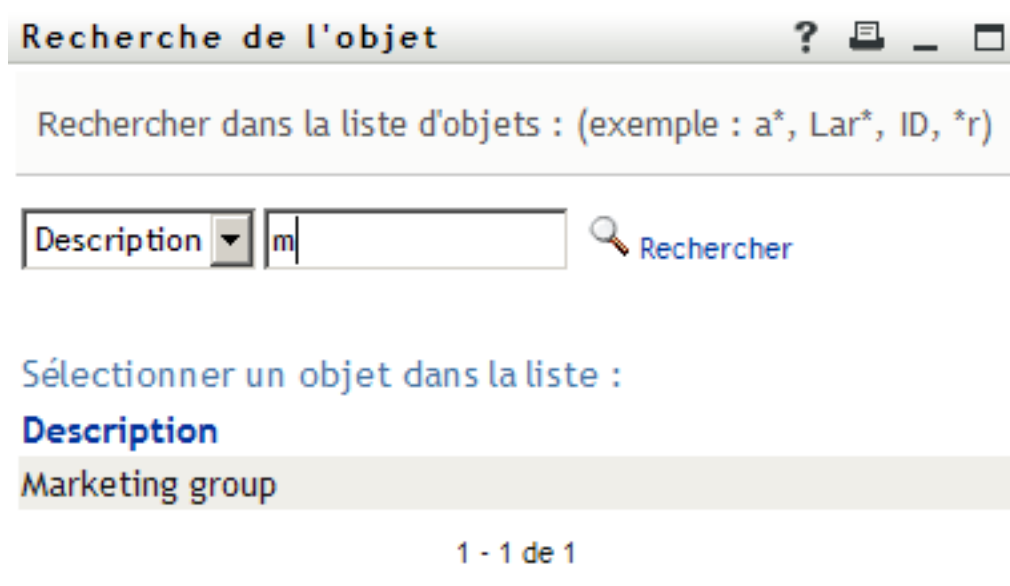 Recherche de l'objet ?
Rechercher dans la liste d'objets : (exemple : a*, Lar*, ID, *r)
Description m Rechercher
Sélectionner un objet dans la liste :
Description
Marketing group
1 - 1 de 1